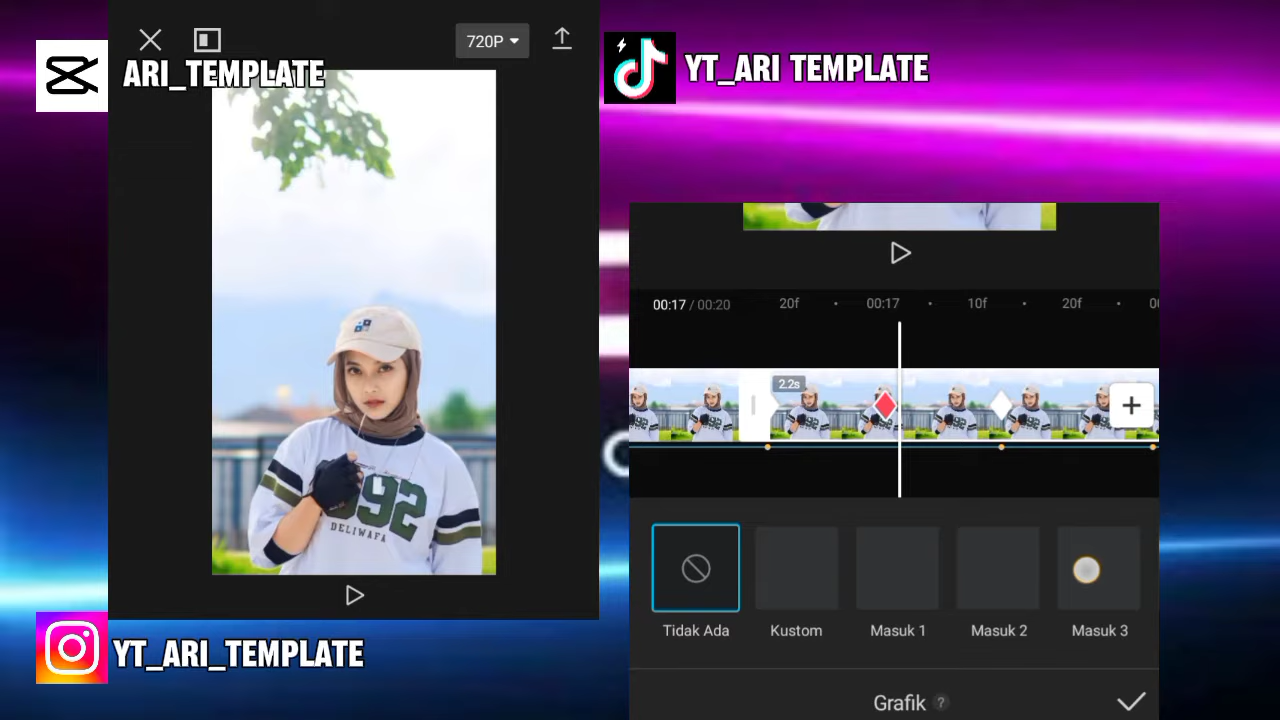 720P
ARI_TEMPLATE
YT_ARI TEMPLATE
DELIWAFA
YT_ARI_TEMPLATE
00:17 / 00:20
20f
00:17
10f
20f
2.2s
Tidak Ada
Kustom
Masuk 1
Masuk 2
Masuk 3
Grafik ?